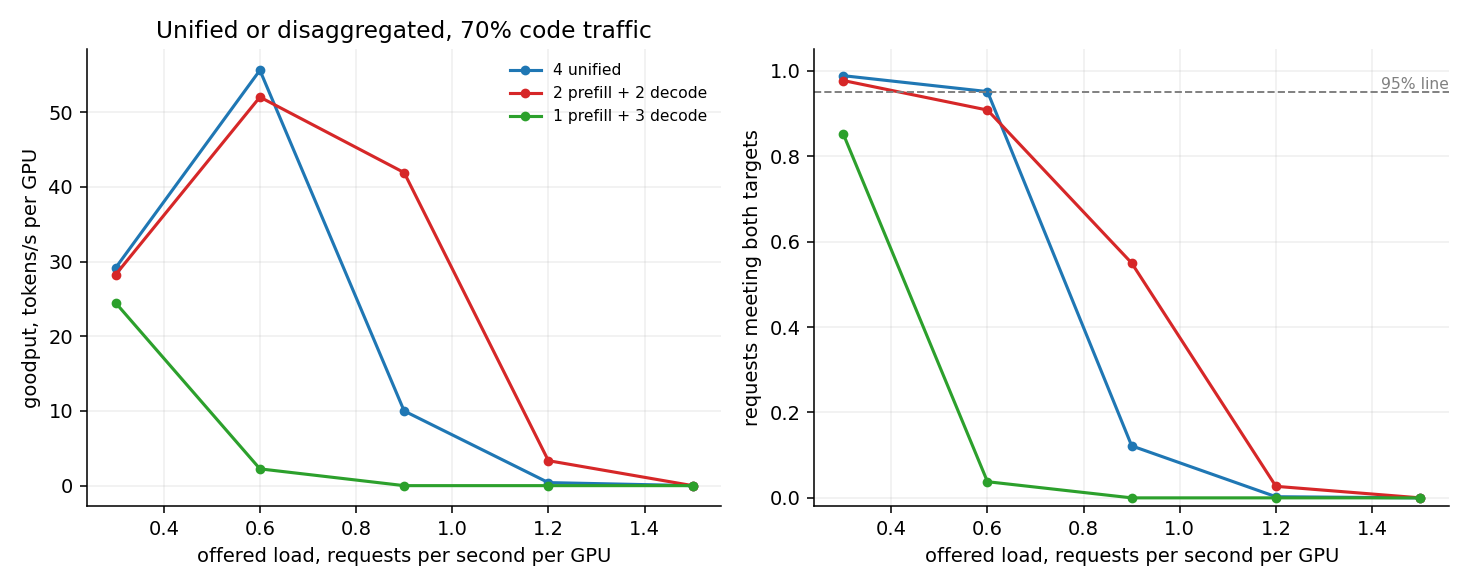 Unified or disaggregated, 70% code traffic
goodput, tokens/s per GPU
50
40
30
20
10
0
4 unified
2 prefill + 2 decode
1 prefill + 3 decode
0.4 0.6 0.8 1.0 1.2 1.4
offered load, requests per second per GPU
requests meeting both targets
1.0
0.8
0.6
0.4
0.2
0.0
95% line
0.4 0.6 0.8 1.0 1.2 1.4
offered load, requests per second per GPU